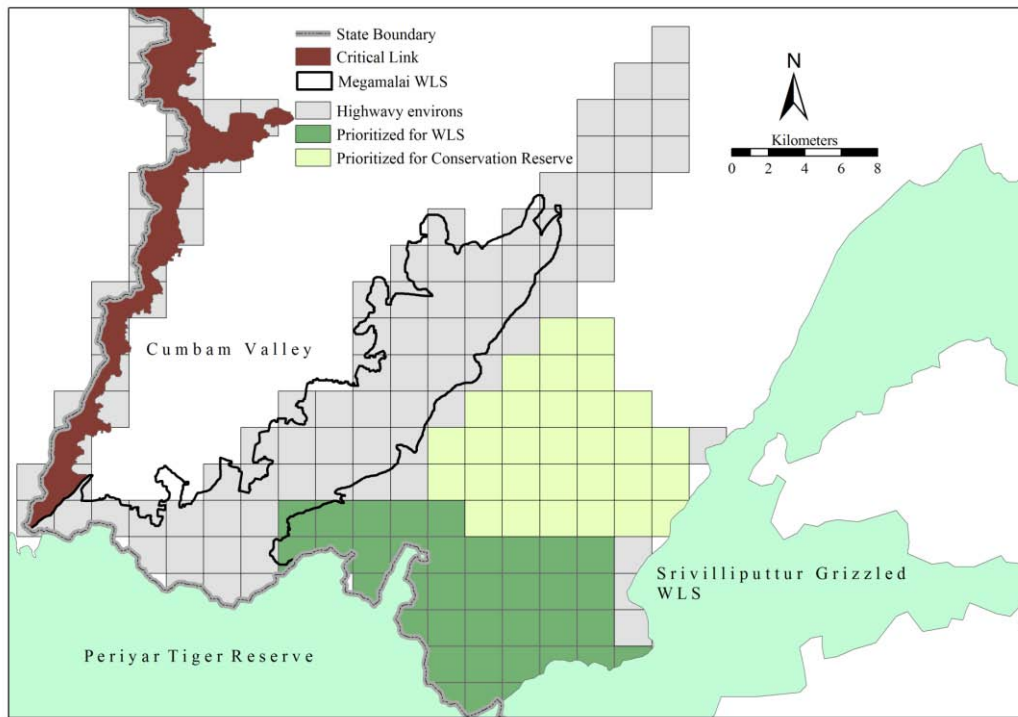 State Boundary
Critical Link
Megamalai WLS
Highwavy environs
Prioritized for WLS
Prioritized for Conservation Reserve
N
Kilometers
0 2 4 6 8
Cumbam Valley
Srivilliputtur Grizzled
WLS
Periyar Tiger Reserve